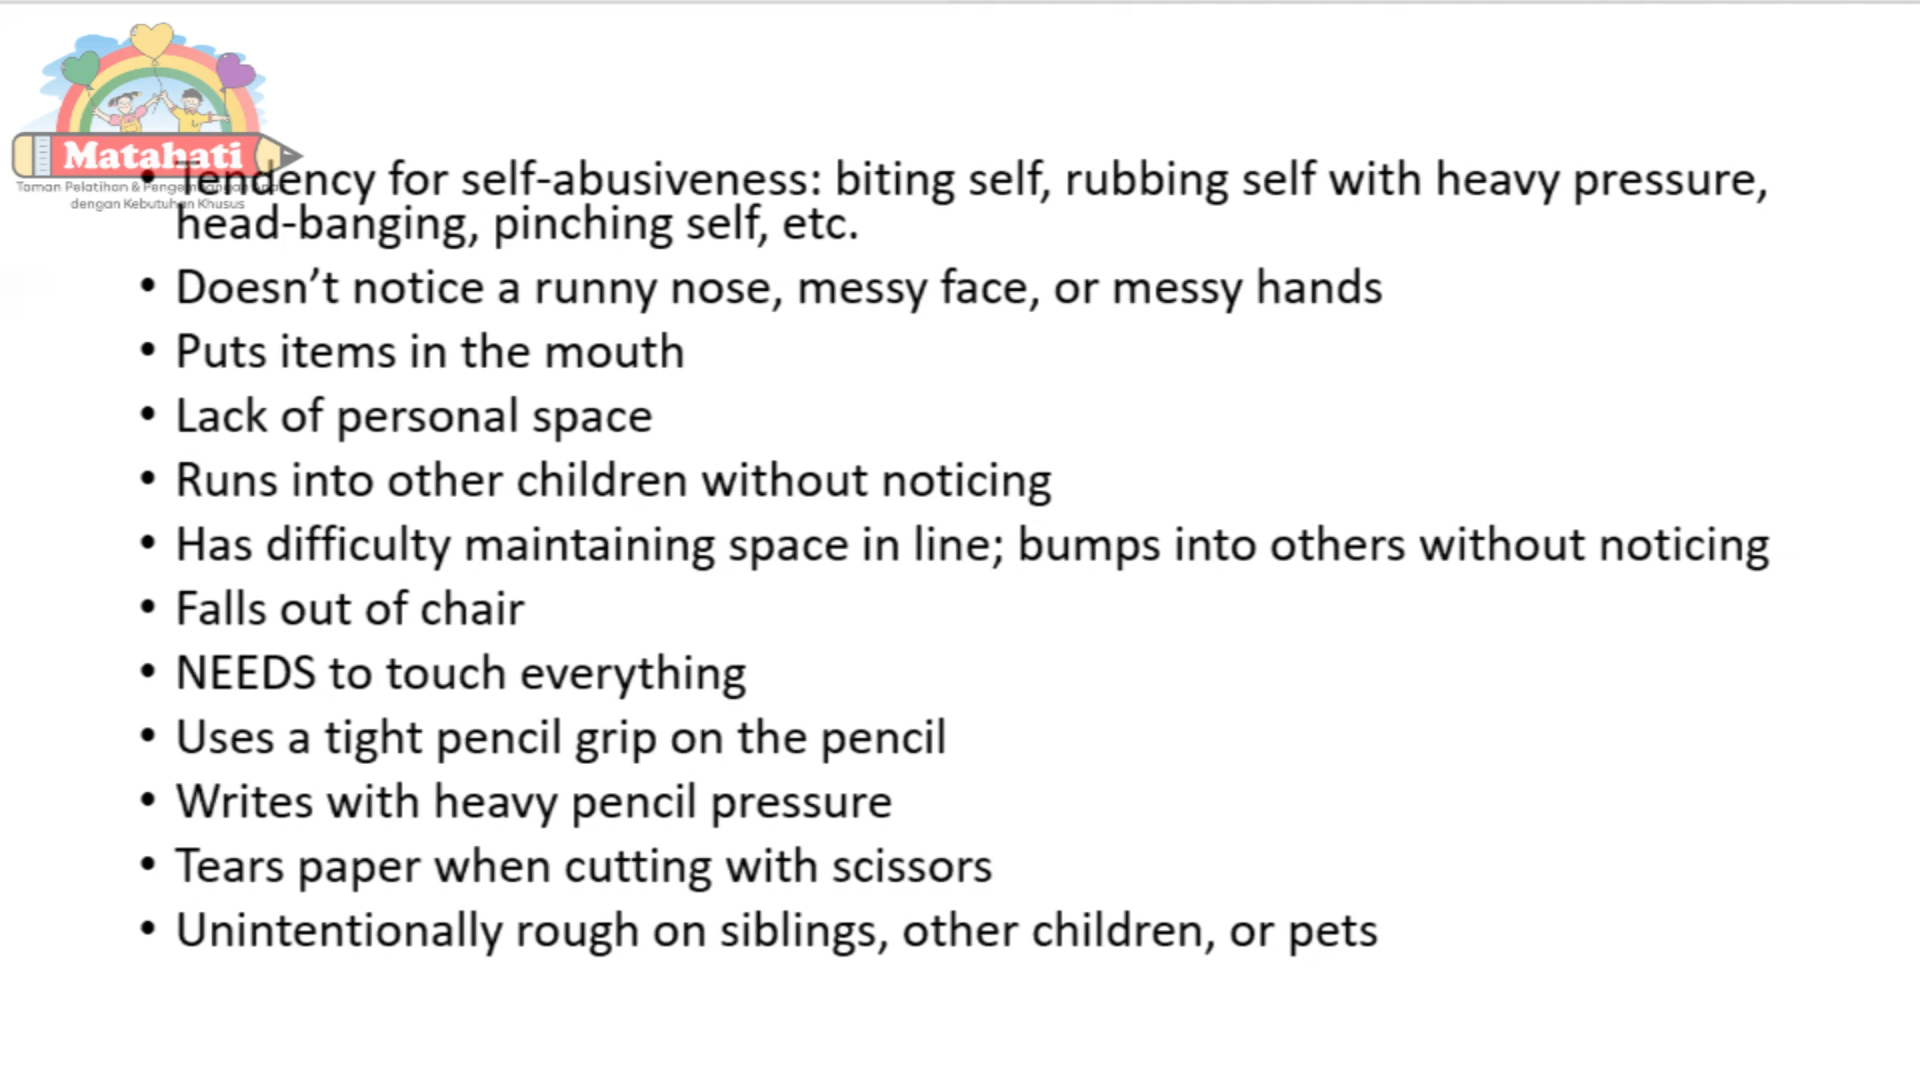 Matahati
Taman Pelatihan &
dengan Kebutuhan Khusus
• Tendency for self-abusiveness: biting self, rubbing self with heavy pressure,
head-banging, pinching self, etc.
• Doesn’t notice a runny nose, messy face, or messy hands
• Puts items in the mouth
• Lack of personal space
• Runs into other children without noticing
• Has difficulty maintaining space in line; bumps into others without noticing
• Falls out of chair
• NEEDS to touch everything
• Uses a tight pencil grip on the pencil
• Writes with heavy pencil pressure
• Tears paper when cutting with scissors
• Unintentionally rough on siblings, other children, or pets